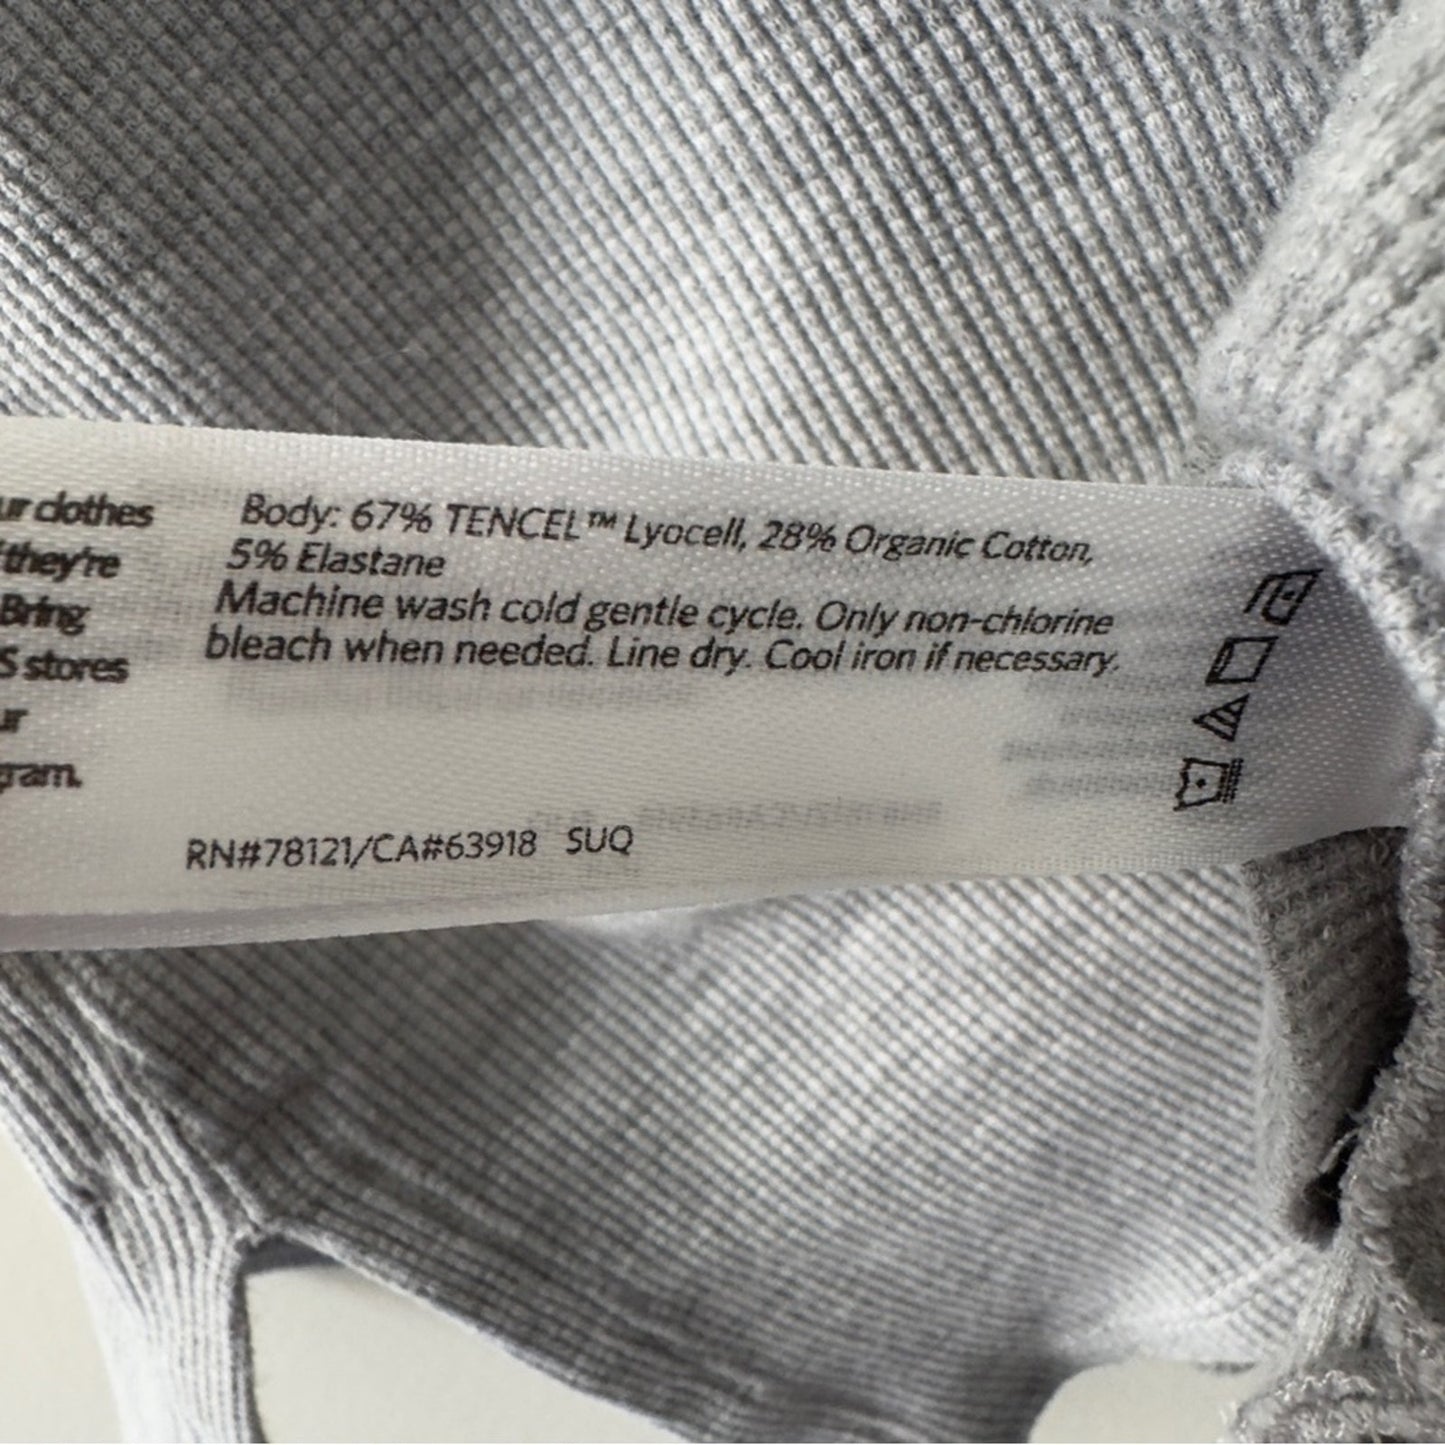 ur clothes
they're
Bring
S stores
ur
gram.
Body: 67% TENCEL™ Lyocell, 28% Organic Cotton,
5% Elastane
Machine wash cold gentle cycle. Only non-chlorine
bleach when needed. Line dry. Cool iron if necessary.
RN#78121/CA#63918 SUQ